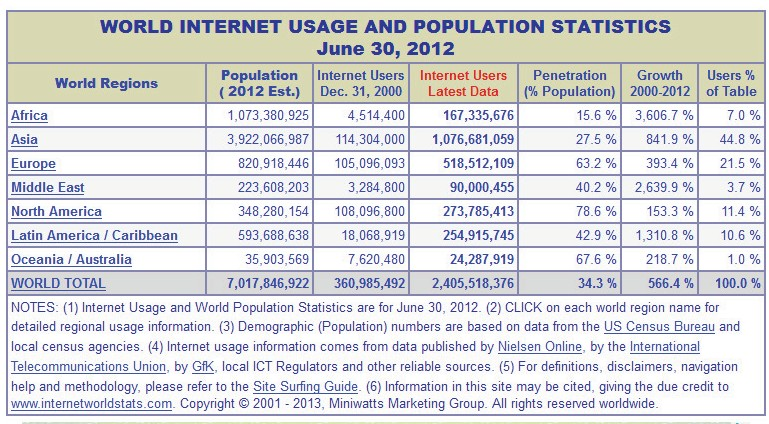 WORLD INTERNET USAGE AND POPULATION STATISTICS
June 30, 2012
World Regions Population ( 2012 Est.) Internet Users Dec. 31, 2000 Internet Users Latest Data Penetration (% Population) Growth 2000-2012 Users % of Table
Africa 1,073,380,925 4,514,400 167,335,676 15.6 % 3,606.7 % 7.0 %
Asia 3,922,066,987 114,304,000 1,076,681,059 27.5 % 841.9 % 44.8 %
Europe 820,918,446 105,096,093 518,512,109 63.2 % 393.4 % 21.5 %
Middle East 223,608,203 3,284,800 90,000,455 40.2 % 2,639.9 % 3.7 %
North America 348,280,154 108,096,800 273,785,413 78.6 % 153.3 % 11.4 %
Latin America / Caribbean 593,688,638 18,068,919 254,915,745 42.9 % 1,310.8 % 10.6 %
Oceania / Australia 35,903,569 7,620,480 24,287,919 67.6 % 218.7 % 1.0 %
WORLD TOTAL 7,017,846,922 360,985,492 2,405,518,376 34.3 % 566.4 % 100.0 %
NOTES: (1) Internet Usage and World Population Statistics are for June 30, 2012. (2) CLICK on each world region name for
detailed regional usage information. (3) Demographic (Population) numbers are based on data from the US Census Bureau and
local census agencies. (4) Internet usage information comes from data published by Nielsen Online, by the International
Telecommunications Union, by GfK, local ICT Regulators and other reliable sources. (5) For definitions, disclaimers, navigation
help and methodology, please refer to the Site Surfing Guide. (6) Information in this site may be cited, giving the due credit to
www.internetworldstats.com. Copyright © 2001 - 2013, Miniwatts Marketing Group. All rights reserved worldwide.